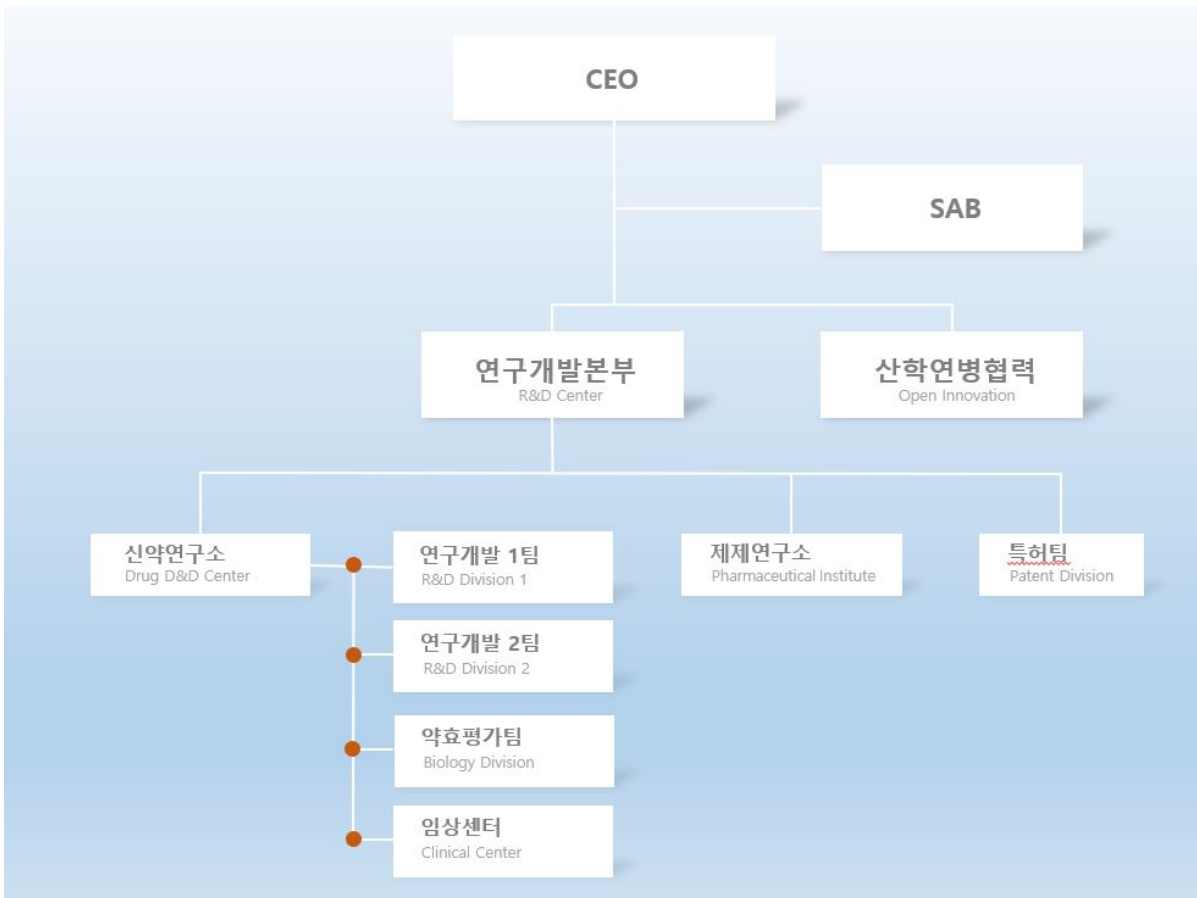 CEO
SAB
연구개발본부
R&D Center
산학연병협력
Open Innovation
신약연구소
Drug D&D Center
연구개발 1팀
R&D Division 1
연구개발 2팀
R&D Division 2
약효평가팀
Biology Division
임상센터
Clinical Center
제제연구소
Pharmaceutical Institute
특허팀
Patent Division